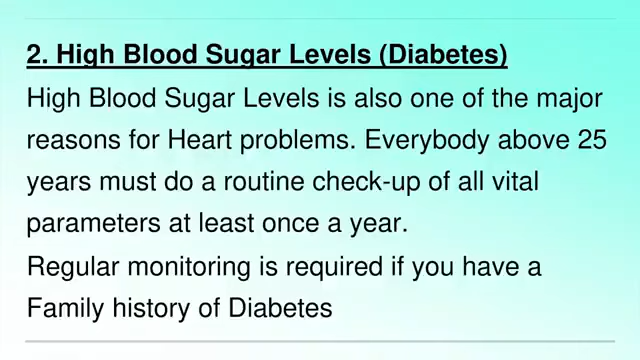 2. High Blood Sugar Levels (Diabetes)
High Blood Sugar Levels is also one of the major
reasons for Heart problems. Everybody above 25
years must do a routine check-up of all vital
parameters at least once a year.
Regular monitoring is required if you have a
Family history of Diabetes